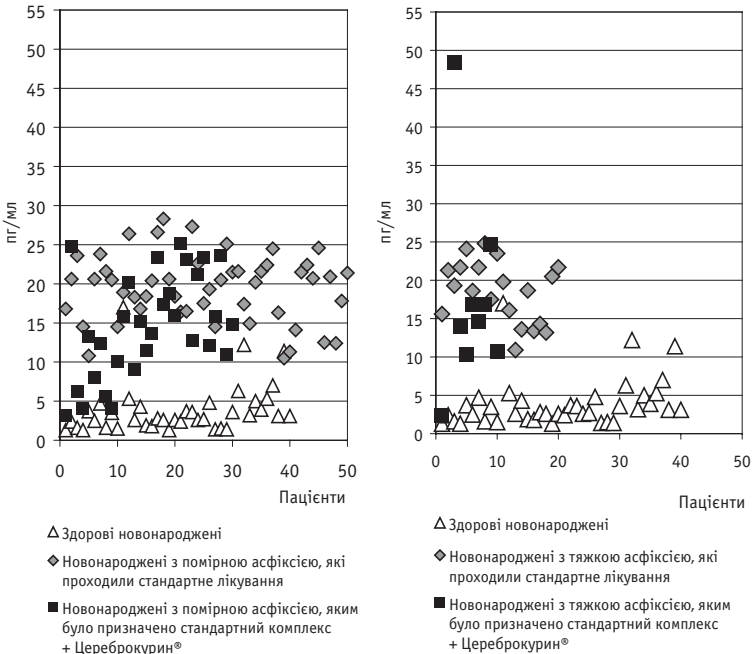 55
50
45
40
35
30
25
20
15
10
5
0
пг/мл
0 10 20 30 40 50
Пацієнти
Здорові новонароджені
Новонароджені з помірною асфіксією, які
проходили стандартне лікування
Новонароджені з помірною асфіксією, яким
було призначено стандартний комплекс
+ Цереброкурин®
55
50
45
40
35
30
25
20
15
10
5
0
пг/мл
0 10 20 30 40 50
Пацієнти
Здорові новонароджені
Новонароджені з тяжкою асфіксією, які
проходили стандартне лікування
Новонароджені з тяжкою асфіксією, яким
було призначено стандартний комплекс
+ Цереброкурин®